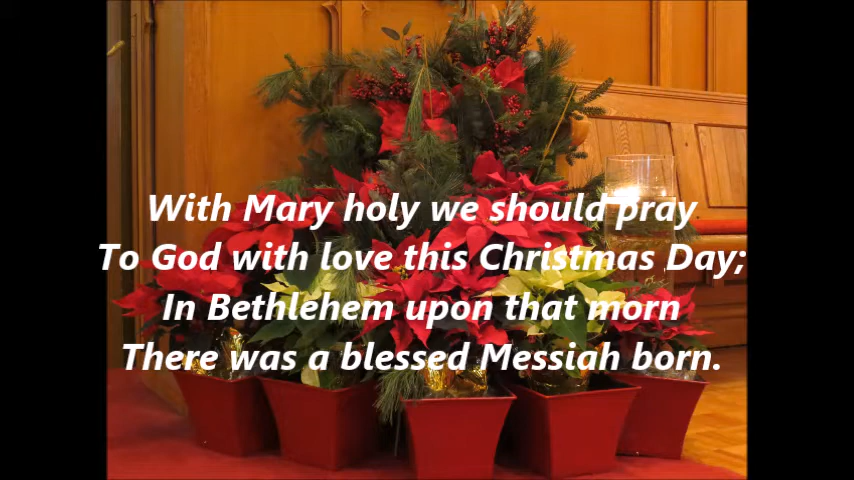 With Mary holy we should pray
To God with love this Christmas Day;
In Bethlehem upon that morn
There was a blessed Messiah born.